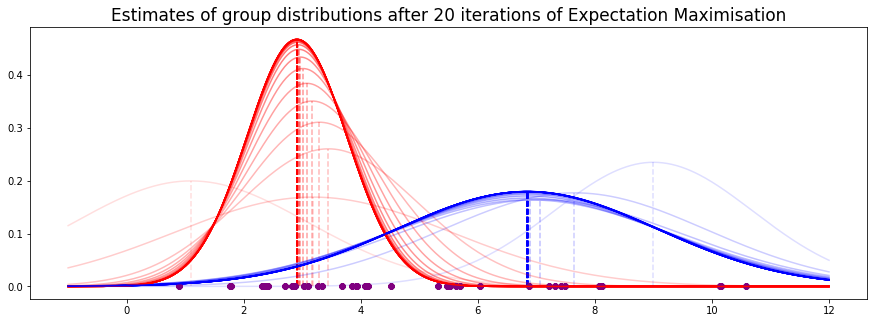 Estimates of group distributions after 20 iterations of Expectation Maximisation
0.4
0.3
0.2
0.1
0.0
0 2 4 6 8 10 12